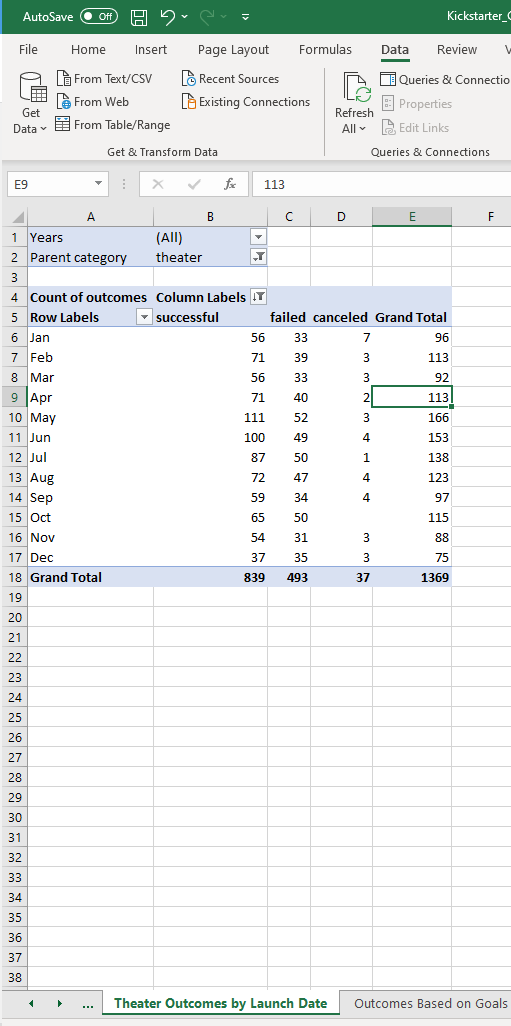 AutoSave Off Kickstarter_
File Home Insert Page Layout Formulas Data Review
From Text/CSV Recent Sources Queries & Connectio
From Web Existing Connections Properties
Get Data From Table/Range Refresh All Edit Links
Get & Transform Data Queries & Connections
E9 fx 113
A B C D E F
1 Years (All)
2 Parent category theater
3
4 Count of outcomes Column Labels
5 Row Labels successful failed canceled Grand Total
6 Jan 56 33 7 96
7 Feb 71 39 3 113
8 Mar 56 33 3 92
9 Apr 71 40 2 113
10 May 111 52 3 166
11 Jun 100 49 4 153
12 Jul 87 50 1 138
13 Aug 72 47 4 123
14 Sep 59 34 4 97
15 Oct 65 50 115
16 Nov 54 31 3 88
17 Dec 37 35 3 75
18 Grand Total 839 493 37 1369
19
20
21
22
23
24
25
26
27
28
29
30
31
32
33
34
35
36
37
38
... Theater Outcomes by Launch Date Outcomes Based on Goals